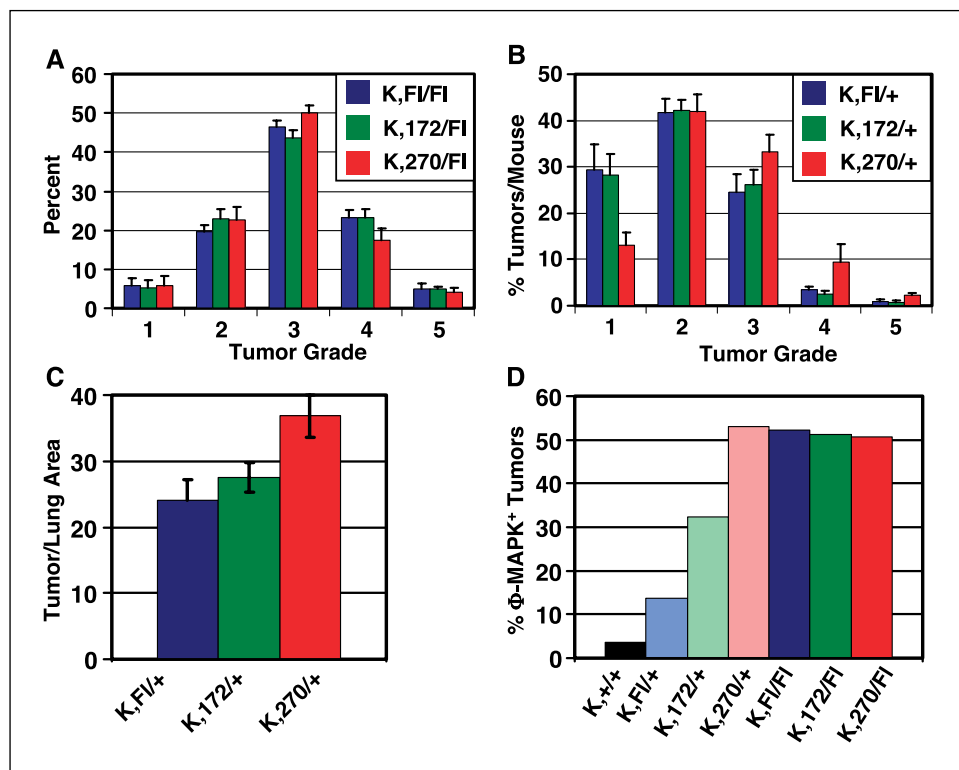 A
Percent
60
50
40
30
20
10
0
K,Fl/Fl
K,172/Fl
K,270/Fl
1 2 3 4 5
Tumor Grade
B
% Tumors/Mouse
50
40
30
20
10
0
K,Fl/+
K,172/+
K,270/+
1 2 3 4 5
Tumor Grade
C
Tumor/Lung Area
40
30
20
10
0
K,Fl/+
K,172/+
K,270/+
D
% Φ-MAPK⁺ Tumors
60
50
40
30
20
10
0
K,+/+
K,Fl/+
K,172/+
K,270/+
K,Fl/Fl
K,172/Fl
K,270/Fl